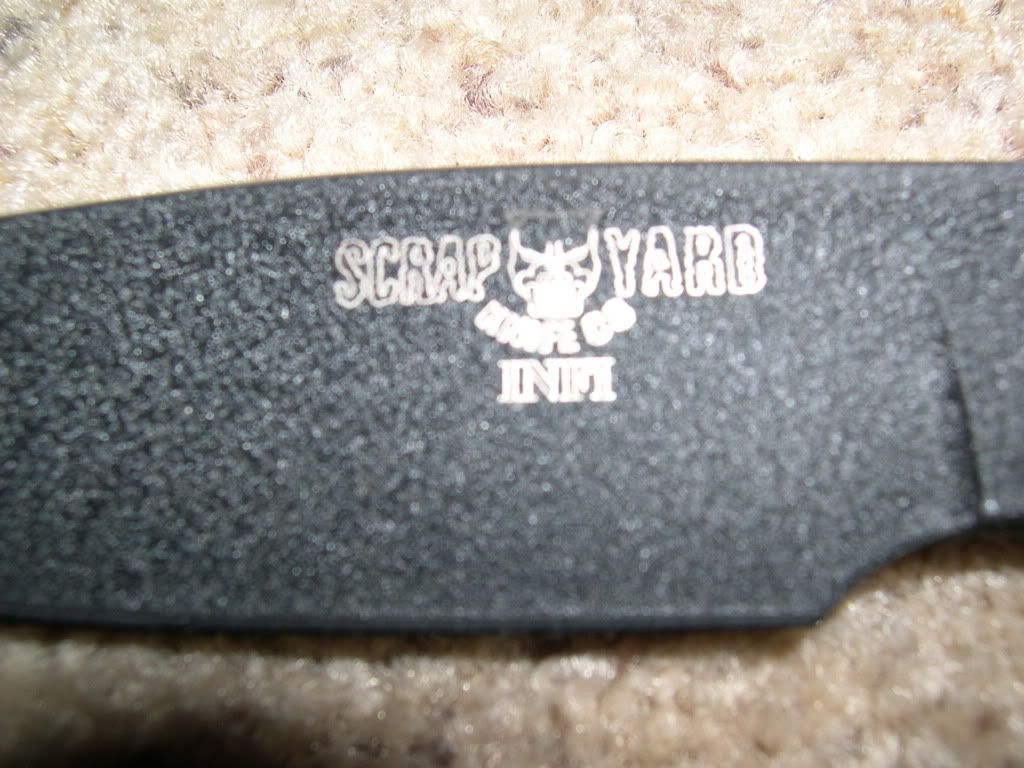 SCRAP YARD
KNIFE CO
INFI